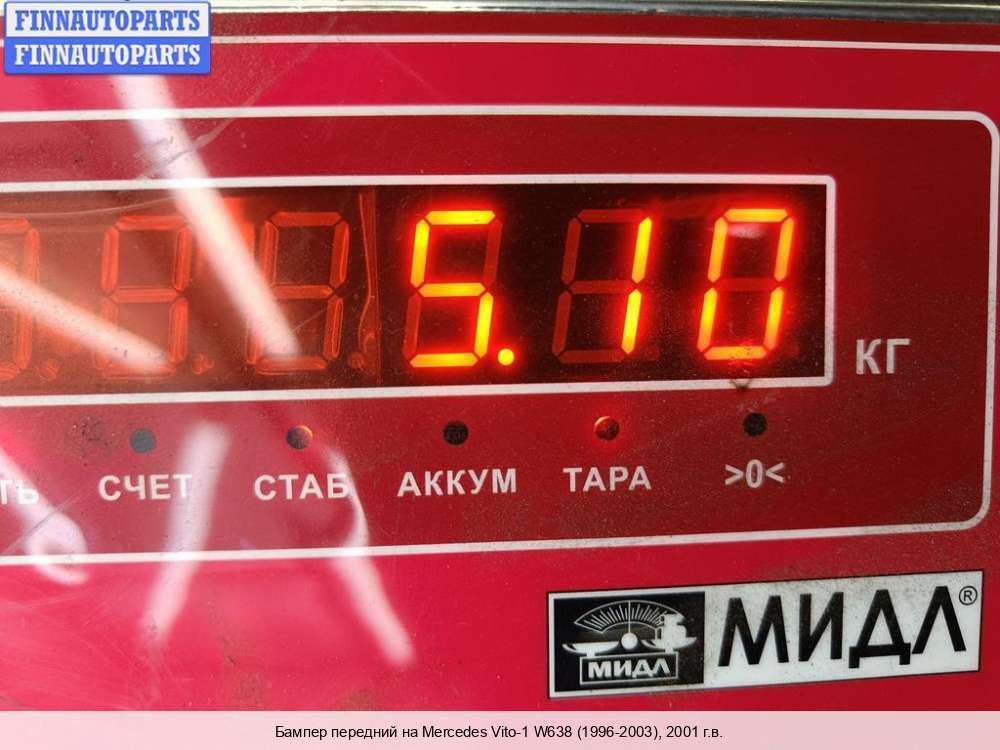 FINNAUTOPARTS
FINNAUTOPARTS
5.10
КГ
СЧЕТ СТАБ АККУМ ТАРА >0<
МИДЛ МИДЛ®
Бампер передний на Mercedes Vito-1 W638 (1996-2003), 2001 г.в.